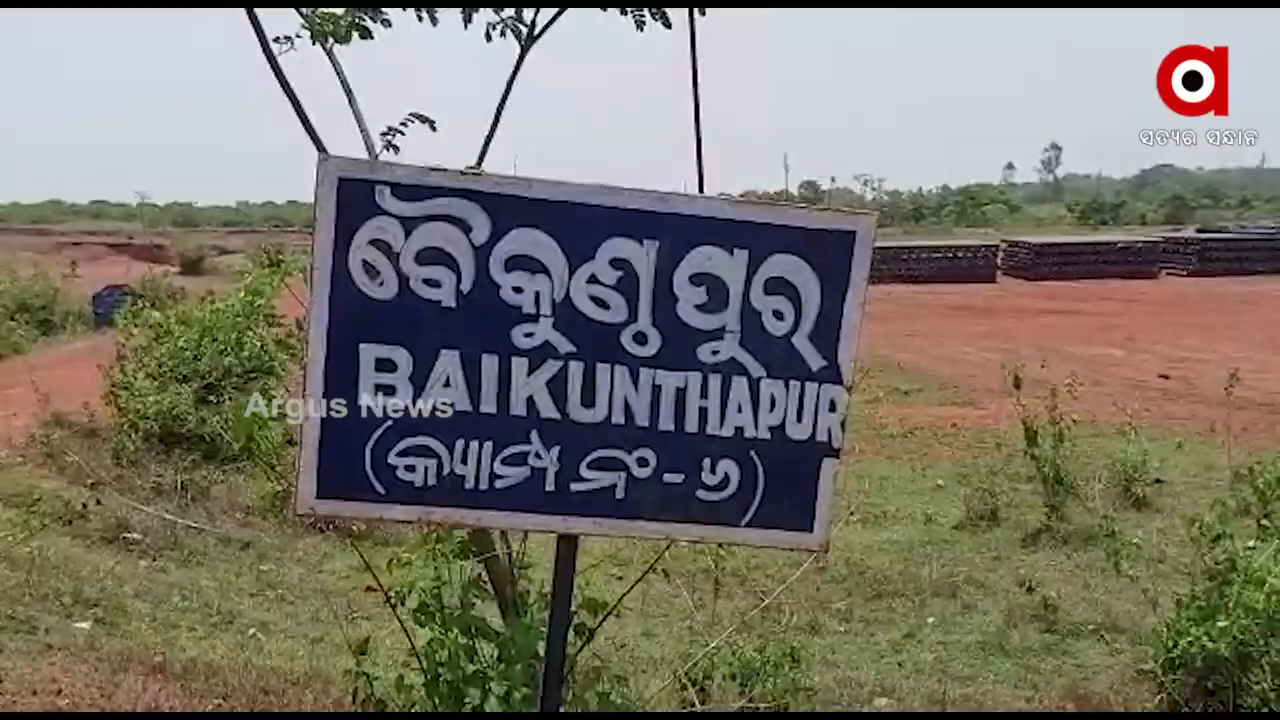 ସତ୍ୟର ସନ୍ଧାନ
ବୈକୁଣ୍ଠପୁର
BAIKUNTHAPUR
Argus News
(କ୍ୟାମ୍ପ ନଂ - ୬)